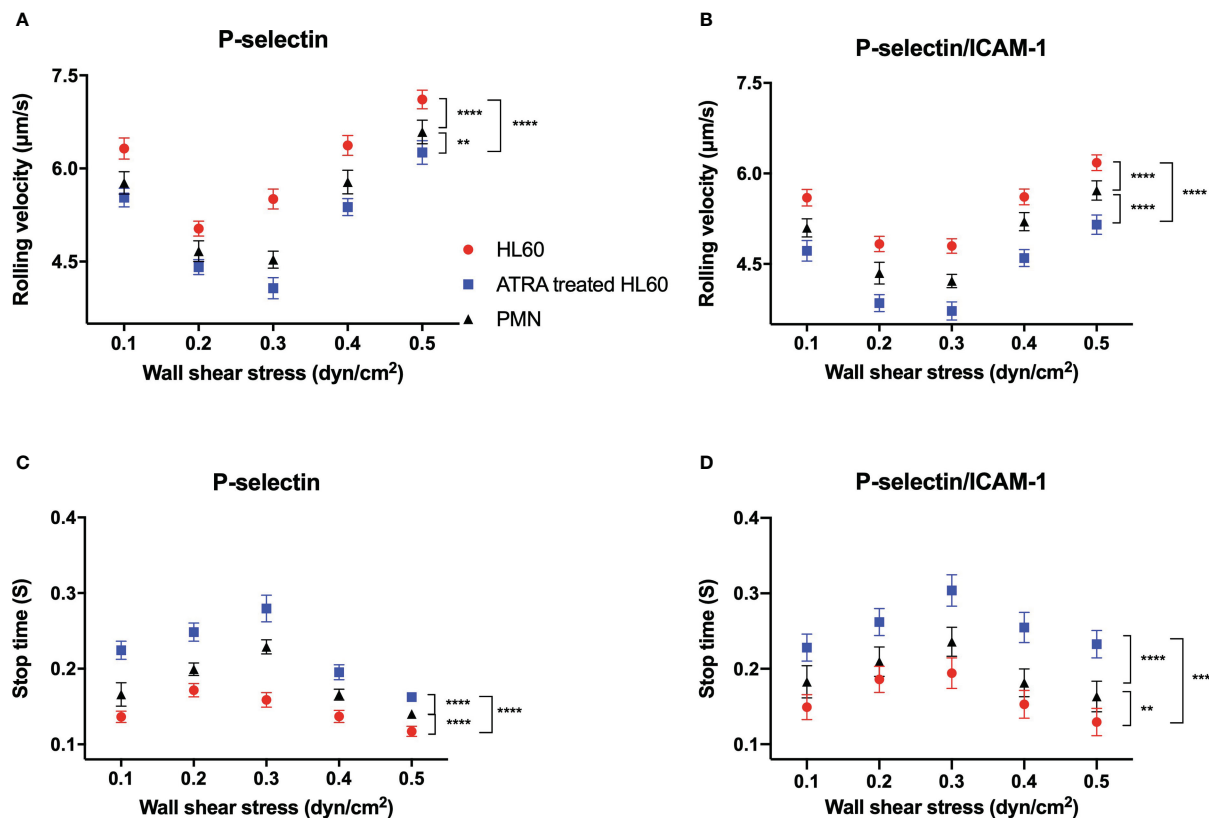 A
P-selectin
7.5
6.0
4.5
Rolling velocity (µm/s)
****
**
****
HL60
ATRA treated HL60
PMN
0.1 0.2 0.3 0.4 0.5
Wall shear stress (dyn/cm²)
B
P-selectin/ICAM-1
7.5
6.0
4.5
Rolling velocity (µm/s)
****
****
****
0.1 0.2 0.3 0.4 0.5
Wall shear stress (dyn/cm²)
C
P-selectin
0.4
0.3
0.2
0.1
Stop time (S)
****
****
****
0.1 0.2 0.3 0.4 0.5
Wall shear stress (dyn/cm²)
D
P-selectin/ICAM-1
0.4
0.3
0.2
0.1
Stop time (S)
****
**
***
0.1 0.2 0.3 0.4 0.5
Wall shear stress (dyn/cm²)